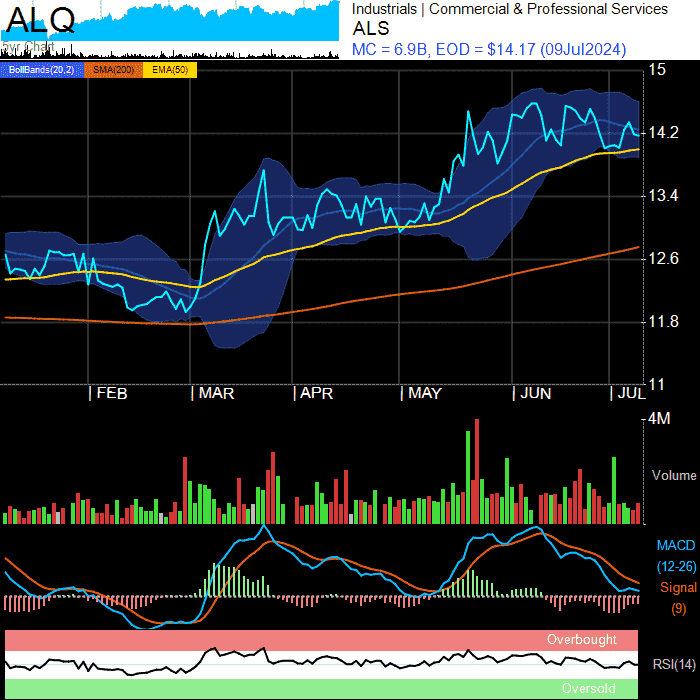 ALQ
5yr Chart
Industrials | Commercial & Professional Services
ALS
MC = 6.9B, EOD = $14.17 (09Jul2024)
BollBands(20,2) SMA(200) EMA(50)
15
14.2
13.4
12.6
11.8
11
| FEB | MAR | APR | MAY | JUN | JUL
4M
Volume
MACD
(12-26)
Signal
(9)
Overbought
RSI(14)
Oversold